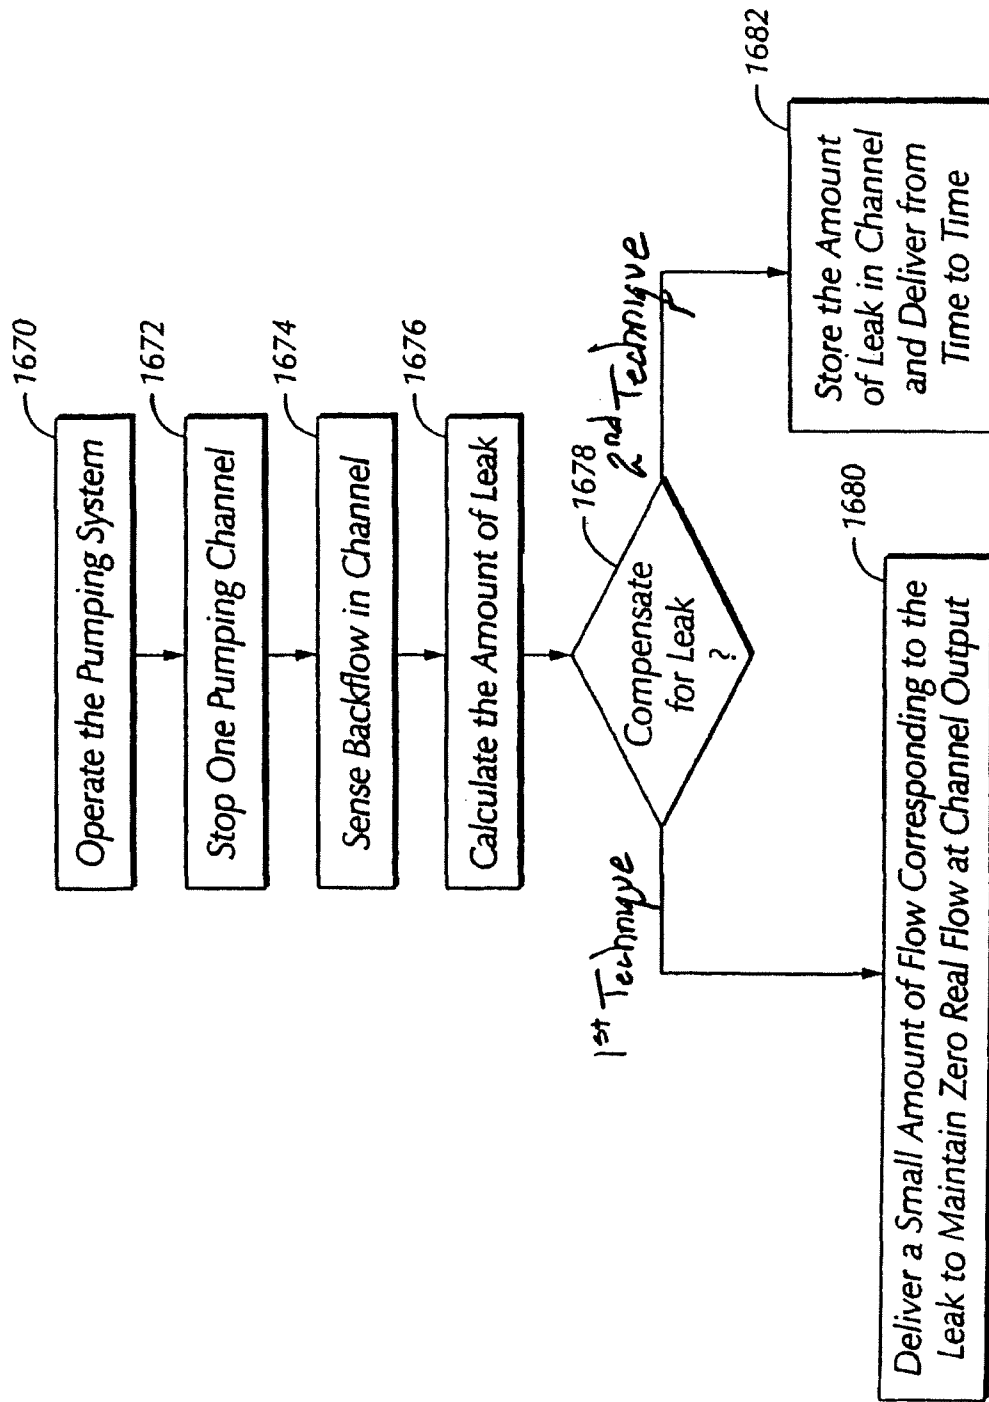 1670
Operate the Pumping System
1672
Stop One Pumping Channel
1674
Sense Backflow in Channel
1676
Calculate the Amount of Leak
1678
Compensate
for Leak
?
1st Technique
2nd Technique
1680
Deliver a Small Amount of Flow Corresponding to the
Leak to Maintain Zero Real Flow at Channel Output
1682
Store the Amount
of Leak in Channel
and Deliver from
Time to Time